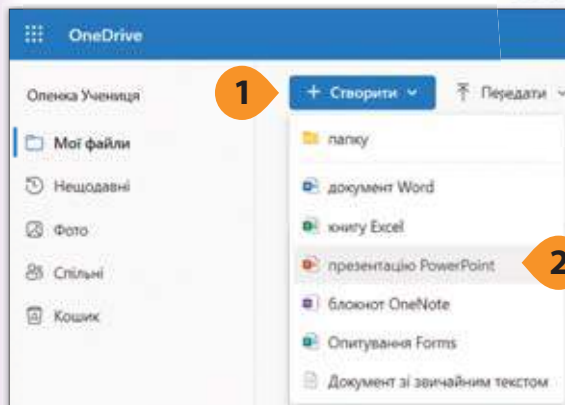 OneDrive
Оленка Учениця
Мої файли
Нещодавні
Фото
Спільні
Кошик
1
+ Створити
Передати
папку
документ Word
книгу Excel
презентацію PowerPoint
2
блокнот OneNote
Опитування Forms
Документ зі звичайним текстом